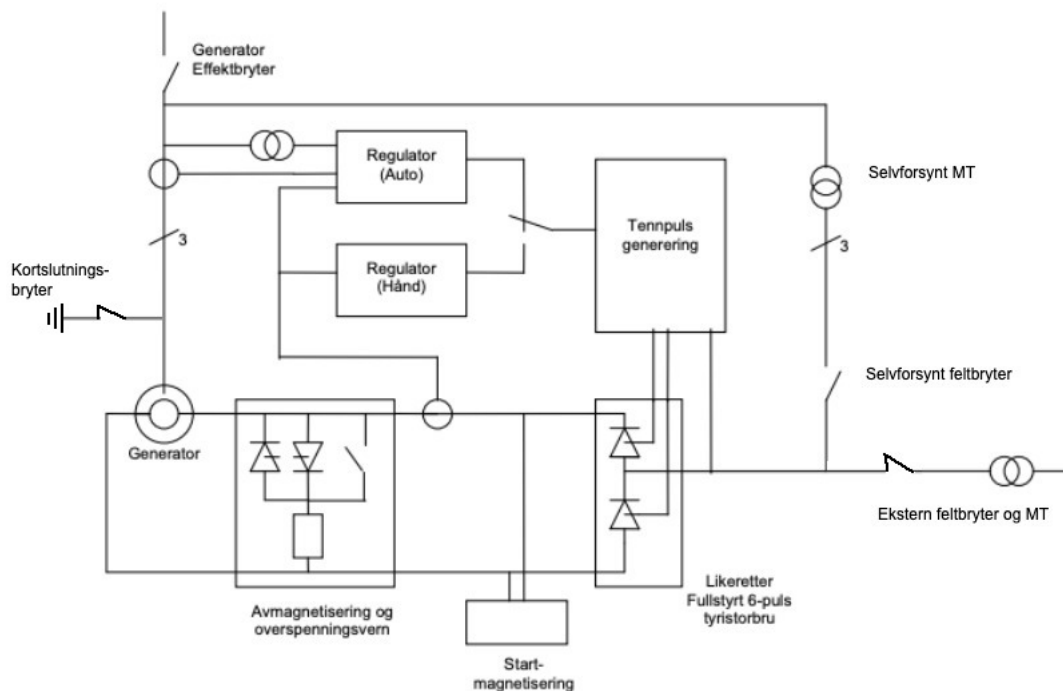 Generator
Effektbryter
Regulator
(Auto)
Selvforsynt MT
Tennpuls
generering
3
3
Kortslutnings-
bryter
Regulator
(Hånd)
Selvforsynt feltbryter
Generator
Ekstern feltbryter og MT
Likeretter
Fullstyrt 6-puls
tyristorbru
Avmagnetisering og
overspenningsvern
Start-
magnetisering